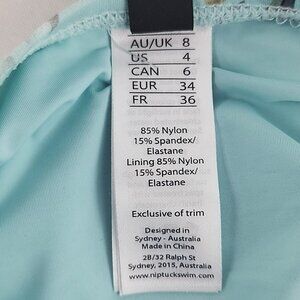 AU/UK 8
US 4
CAN 6
EUR 34
FR 36
85% Nylon
15% Spandex/
Elastane
Lining 85% Nylon
15% Spandex/
Elastane
Exclusive of trim
Designed in
Sydney - Australia
Made in China
2B/32 Ralph St
Sydney, 2015, Australia
www.niptuckswim.com